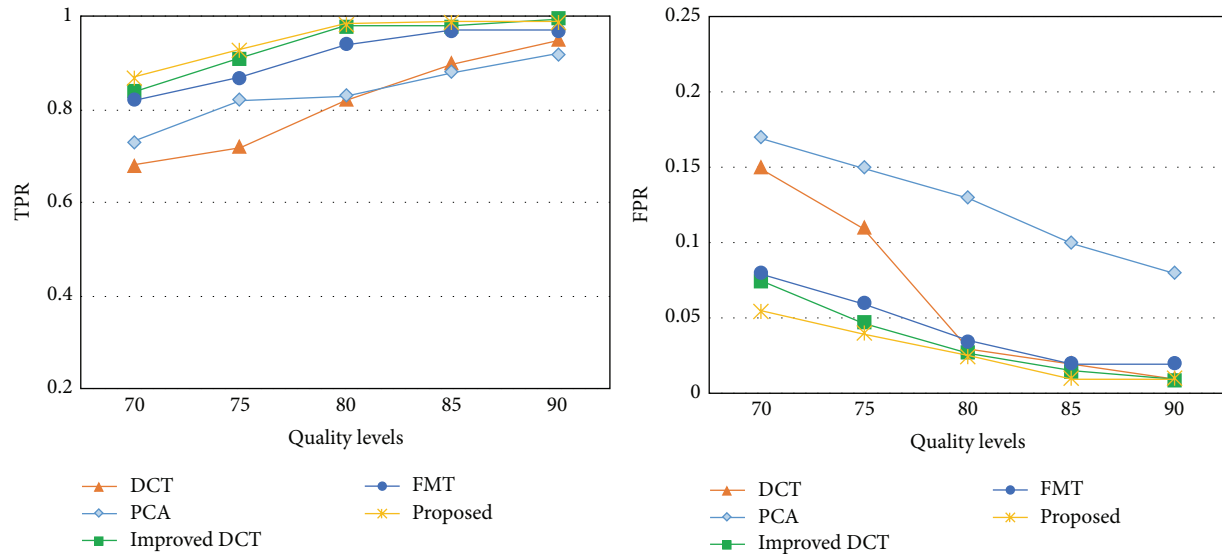 1
0.8
0.6
0.4
0.2
TPR
70 75 80 85 90
Quality levels
DCT
PCA
Improved DCT
FMT
Proposed
0.25
0.2
0.15
0.1
0.05
0
FPR
70 75 80 85 90
Quality levels
DCT
PCA
Improved DCT
FMT
Proposed